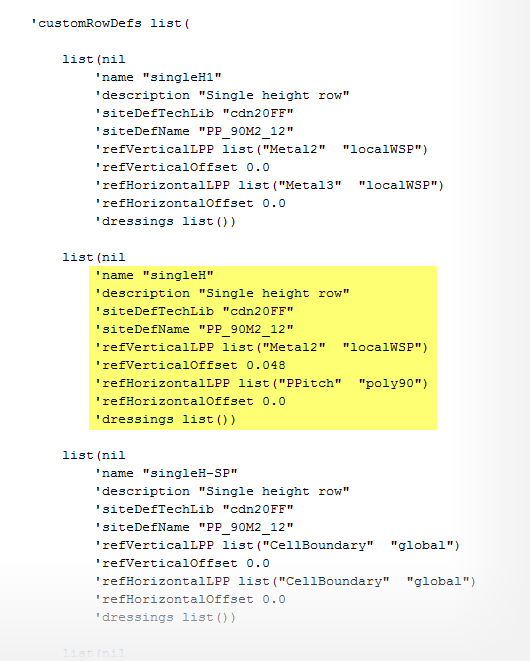 'customRowDefs list(
list(nil
'name "singleH1"
'description "Single height row"
'siteDefTechLib "cdn20FF"
'siteDefName "PP_90M2_12"
'refVerticalLPP list("Metal2"  "localWSP")
'refVerticalOffset 0.0
'refHorizontalLPP list("Metal3"  "localWSP")
'refHorizontalOffset 0.0
'dressings list())
list(nil
'name "singleH"
'description "Single height row"
'siteDefTechLib "cdn20FF"
'siteDefName "PP_90M2_12"
'refVerticalLPP list("Metal2"  "localWSP")
'refVerticalOffset 0.048
'refHorizontalLPP list("PPitch"  "poly90")
'refHorizontalOffset 0.0
'dressings list())
list(nil
'name "singleH-SP"
'description "Single height row"
'siteDefTechLib "cdn20FF"
'siteDefName "PP_90M2_12"
'refVerticalLPP list("CellBoundary"  "global")
'refVerticalOffset 0.0
'refHorizontalLPP list("CellBoundary"  "global")
'refHorizontalOffset 0.0
'dressings list())
list(nil